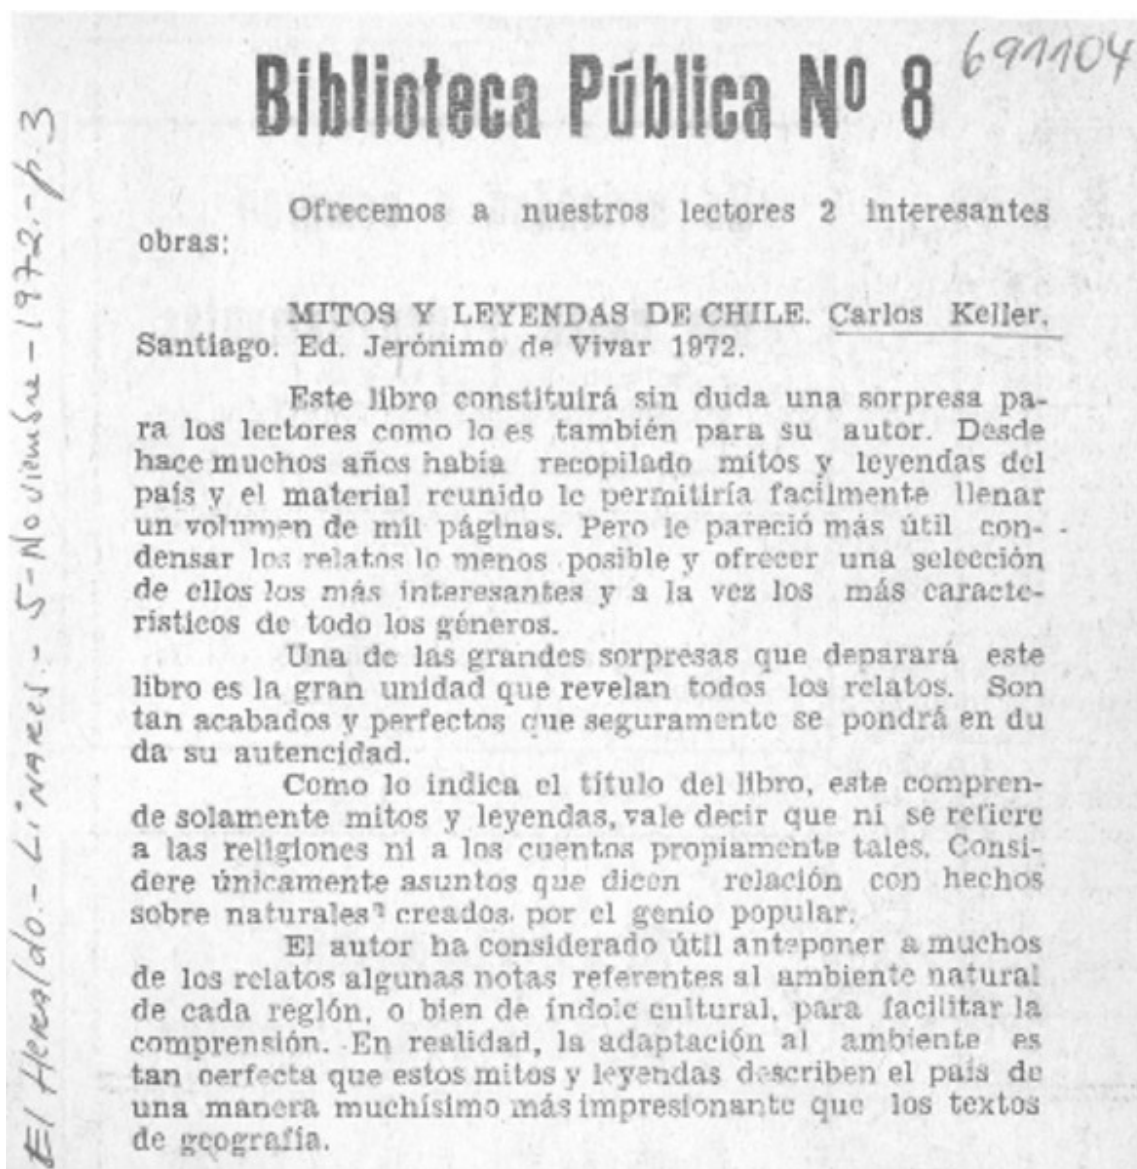 Biblioteca Pública Nº 8
691104
Ofrecemos a nuestros lectores 2 interesantes
obras:
MITOS Y LEYENDAS DE CHILE. Carlos Keller.
Santiago. Ed. Jerónimo de Vivar 1972.
Este libro constituirá sin duda una sorpresa pa-
ra los lectores como lo es también para su autor. Desde
hace muchos años había recopilado mitos y leyendas del
país y el material reunido le permitiría facilmente llenar
un volumen de mil páginas. Pero le pareció más útil con-
densar los relatos lo menos posible y ofrecer una selección
de ellos los más interesantes y a la vez los más caracte-
rísticos de todo los géneros.
Una de las grandes sorpresas que deparará este
libro es la gran unidad que revelan todos los relatos. Son
tan acabados y perfectos que seguramente se pondrá en du
da su autencidad.
Como lo indica el título del libro, este compren-
de solamente mitos y leyendas, vale decir que ni se refiere
a las religiones ni a los cuentos propiamente tales. Consi-
dere únicamente asuntos que dicen relación con hechos
sobre naturales creados por el genio popular.
El autor ha considerado útil anteponer a muchos
de los relatos algunas notas referentes al ambiente natural
de cada región, o bien de índole cultural, para facilitar la
comprensión. En realidad, la adaptación al ambiente es
tan perfecta que estos mitos y leyendas describen el país de
una manera muchísimo más impresionante que los textos
de geografía.
El Heraldo.- Linares.- 5-Noviembre-1972.-p.3